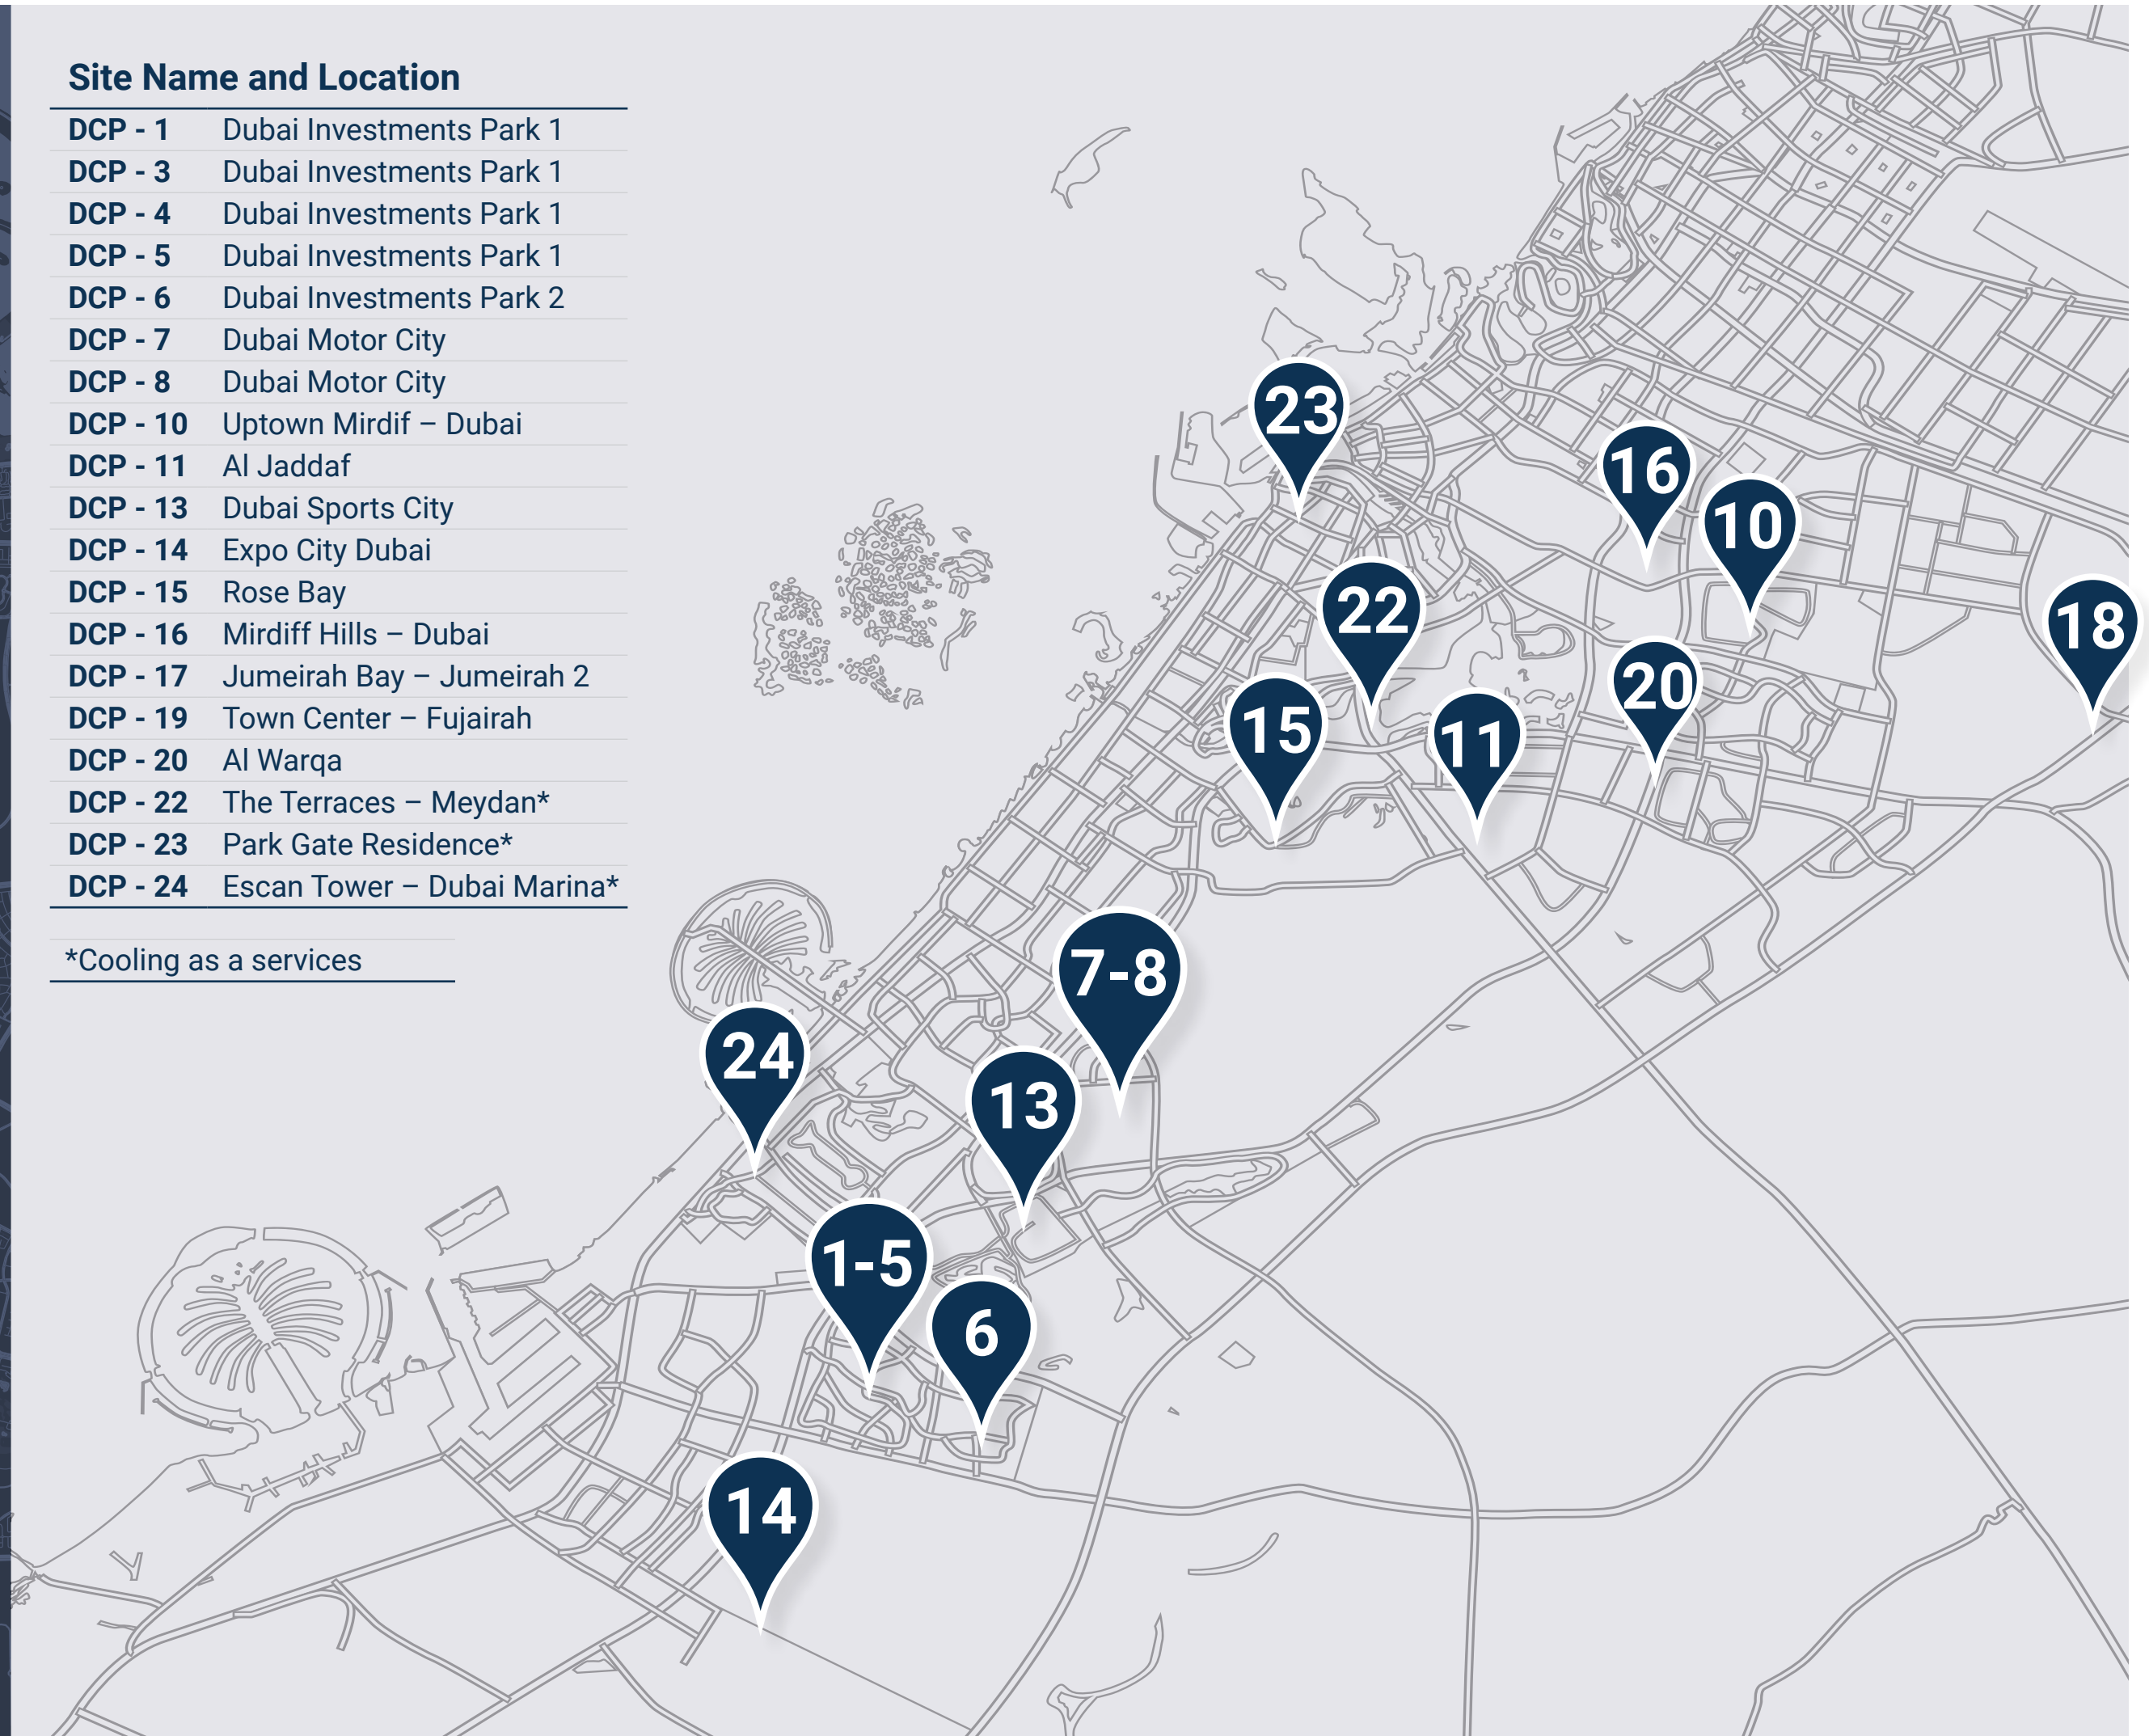 Site Name and Location
DCP - 1 Dubai Investments Park 1
DCP - 3 Dubai Investments Park 1
DCP - 4 Dubai Investments Park 1
DCP - 5 Dubai Investments Park 1
DCP - 6 Dubai Investments Park 2
DCP - 7 Dubai Motor City
DCP - 8 Dubai Motor City
DCP - 10 Uptown Mirdif – Dubai
DCP - 11 Al Jaddaf
DCP - 13 Dubai Sports City
DCP - 14 Expo City Dubai
DCP - 15 Rose Bay
DCP - 16 Mirdiff Hills – Dubai
DCP - 17 Jumeirah Bay – Jumeirah 2
DCP - 19 Town Center – Fujairah
DCP - 20 Al Warqa
DCP - 22 The Terraces – Meydan*
DCP - 23 Park Gate Residence*
DCP - 24 Escan Tower – Dubai Marina*
*Cooling as a services
23
16
10
22
18
20
15
11
7-8
24
13
1-5
6
14